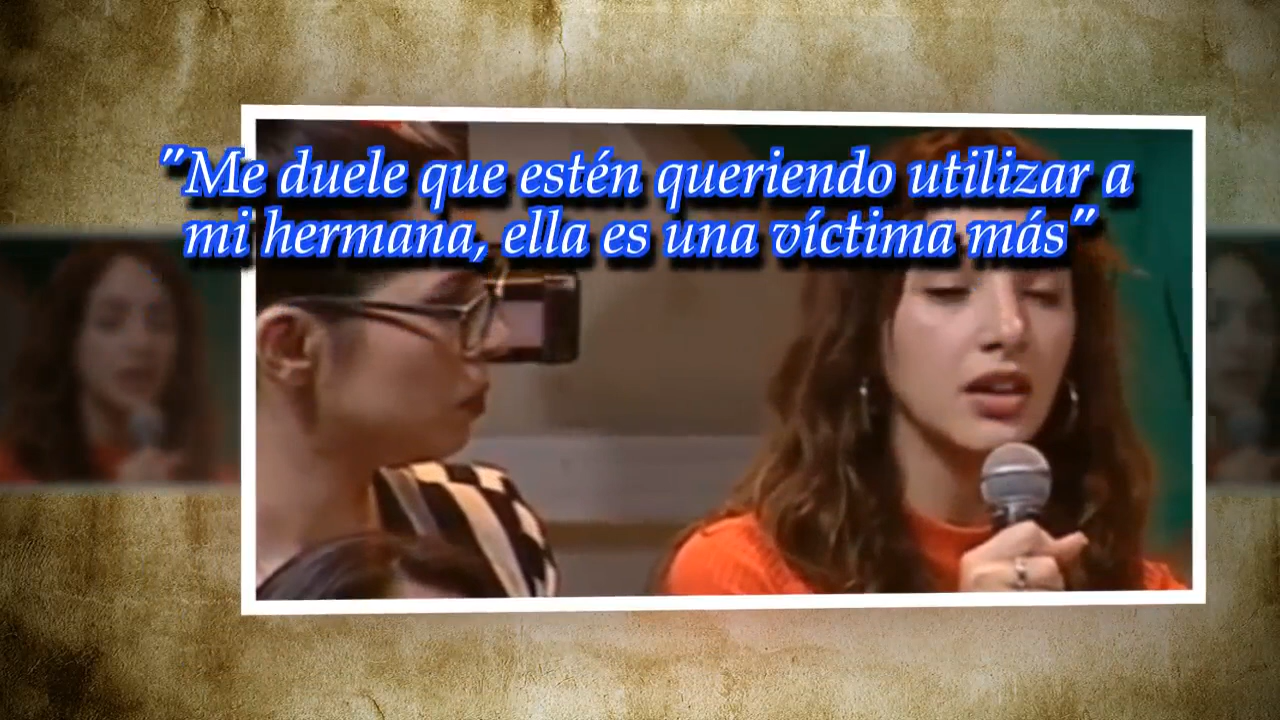 "Me duele que estén queriendo utilizar a
mi hermana, ella es una víctima más"